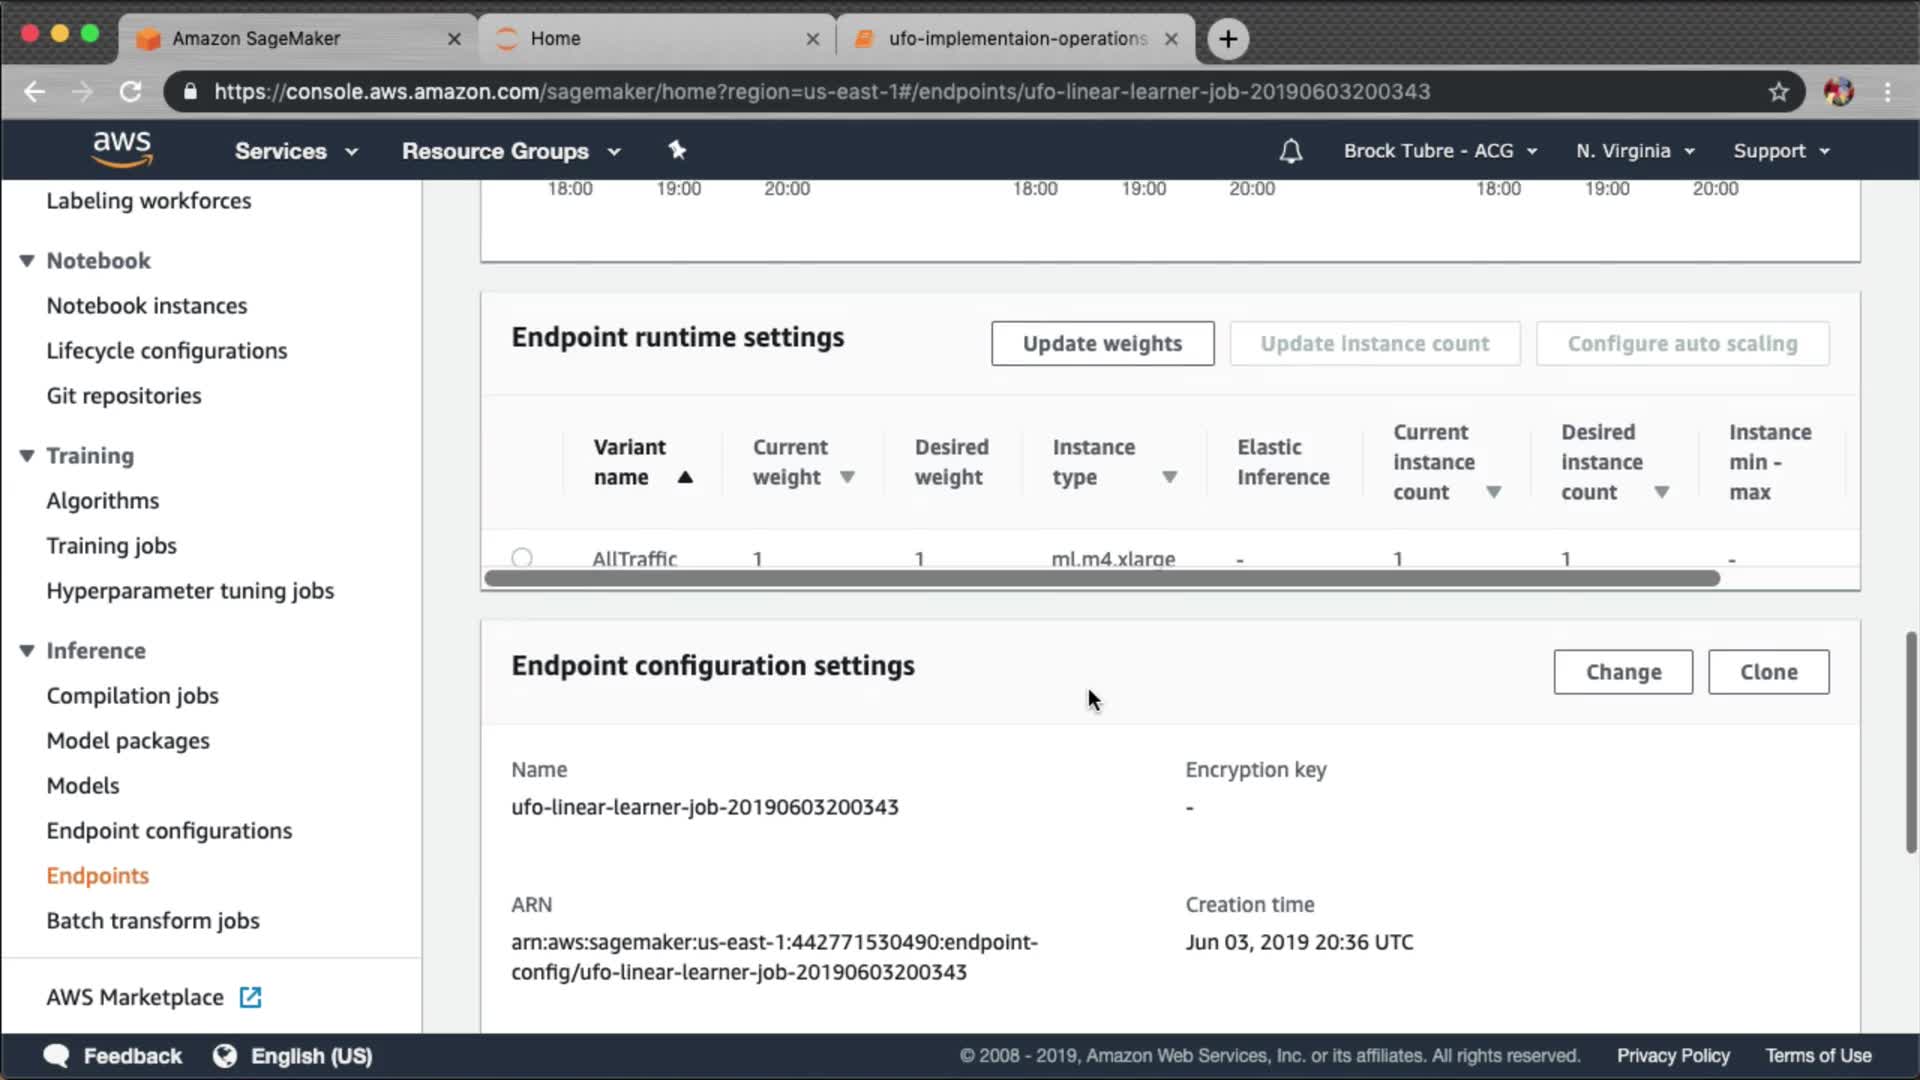 Amazon SageMaker
Home
ufo-implementaion-operations
https://console.aws.amazon.com/sagemaker/home?region=us-east-1#/endpoints/ufo-linear-learner-job-20190603200343
aws
Services
Resource Groups
Brock Tubre - ACG
N. Virginia
Support
Labeling workforces
Notebook
Notebook instances
Lifecycle configurations
Git repositories
Training
Algorithms
Training jobs
Hyperparameter tuning jobs
Inference
Compilation jobs
Model packages
Models
Endpoint configurations
Endpoints
Batch transform jobs
AWS Marketplace
18:00 19:00 20:00 18:00 19:00 20:00 18:00 19:00 20:00
Endpoint runtime settings
Update weights
Update instance count
Configure auto scaling
Variant name
Current weight
Desired weight
Instance type
Elastic Inference
Current instance count
Desired instance count
Instance min - max
AllTraffic 1 1 ml.m4.xlarge - 1 1 -
Endpoint configuration settings
Change
Clone
Name
ufo-linear-learner-job-20190603200343
Encryption key
-
ARN
arn:aws:sagemaker:us-east-1:442771530490:endpoint-
config/ufo-linear-learner-job-20190603200343
Creation time
Jun 03, 2019 20:36 UTC
Feedback
English (US)
© 2008 - 2019, Amazon Web Services, Inc. or its affiliates. All rights reserved.
Privacy Policy
Terms of Use